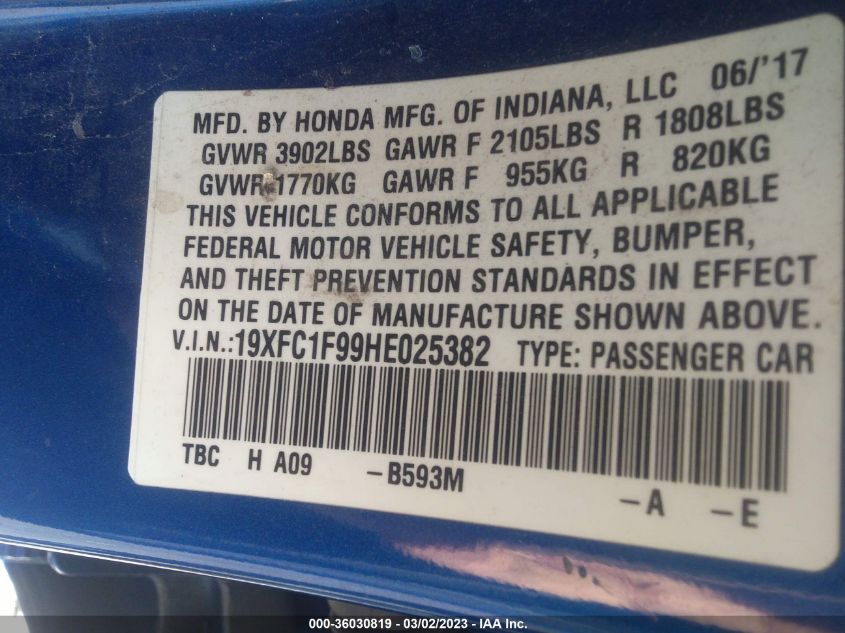 MFD. BY HONDA MFG. OF INDIANA, LLC 06/'17
GVWR 3902LBS GAWR F 2105LBS R 1808LBS
GVWR 1770KG GAWR F 955KG R 820KG
THIS VEHICLE CONFORMS TO ALL APPLICABLE
FEDERAL MOTOR VEHICLE SAFETY, BUMPER,
AND THEFT PREVENTION STANDARDS IN EFFECT
ON THE DATE OF MANUFACTURE SHOWN ABOVE.
V.I.N.:19XFC1F99HE025382 TYPE: PASSENGER CAR
TBC H A09 -B593M -A -E
000-36030819 - 03/02/2023 - IAA Inc.